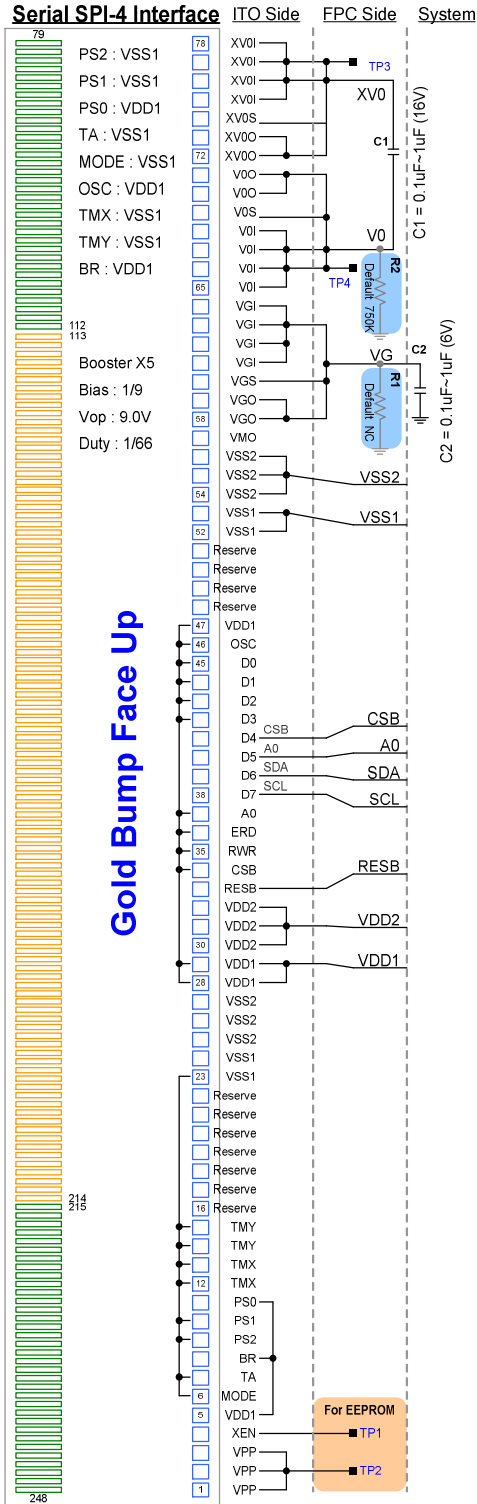 Serial SPI-4 Interface
ITO Side
FPC Side
System
79
PS2 : VSS1
PS1 : VSS1
PS0 : VDD1
TA : VSS1
MODE : VSS1
OSC : VDD1
TMX : VSS1
TMY : VSS1
BR : VDD1
112
113
Booster X5
Bias : 1/9
Vop : 9.0V
Duty : 1/66
Gold Bump Face Up
214
215
248
78 XV0I
XV0I
XV0I
XV0I
XV0S
XV0O
72 XV0O
V0O
V0O
V0S
V0I
V0I
V0I
65 V0I
VGI
VGI
VGI
VGI
VGS
VGO
58 VGO
VMO
VSS2
VSS2
54 VSS2
VSS1
52 VSS1
Reserve
Reserve
Reserve
Reserve
47 VDD1
46 OSC
45 D0
D1
D2
D3
D4 CSB
D5 A0
D6 SDA
38 D7 SCL
A0
ERD
35 RWR
CSB
RESB
VDD2
VDD2
30 VDD2
VDD1
28 VDD1
VSS2
VSS2
VSS2
VSS1
23 VSS1
Reserve
Reserve
Reserve
Reserve
Reserve
Reserve
16 Reserve
TMY
TMY
TMX
12 TMX
PS0
PS1
PS2
BR
TA
6 MODE
5 VDD1
XEN
VPP
VPP
1 VPP
TP3
XV0
C1
C1 = 0.1uF~1uF (16V)
V0
TP4
R2
Default 750K
VG
C2
R1
Default NC
C2 = 0.1uF~1uF (6V)
VSS2
VSS1
CSB
A0
SDA
SCL
RESB
VDD2
VDD1
For EEPROM
TP1
TP2